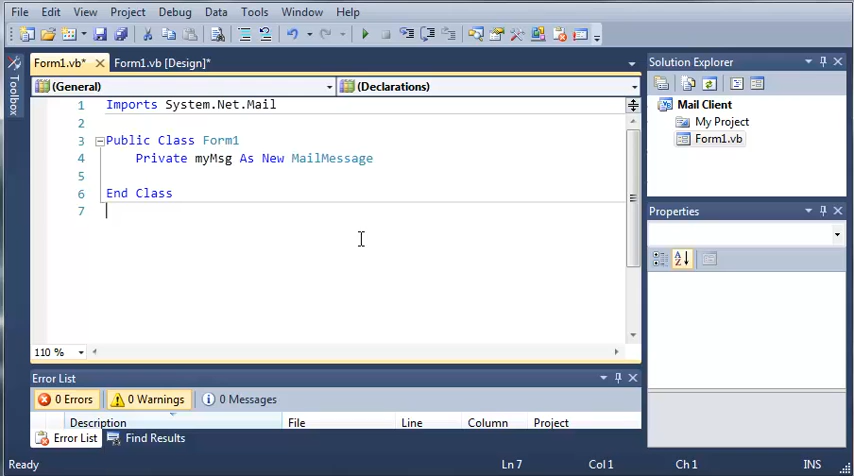 File Edit View Project Debug Data Tools Window Help
Form1.vb* Form1.vb [Design]*
(General) (Declarations)
1 Imports System.Net.Mail
2
3 Public Class Form1
4 Private myMsg As New MailMessage
5
6 End Class
7
110 %
Toolbox
Solution Explorer
Mail Client
My Project
Form1.vb
Properties
Error List
0 Errors 0 Warnings 0 Messages
Description File Line Column Project
Error List Find Results
Ready Ln 7 Col 1 Ch 1 INS